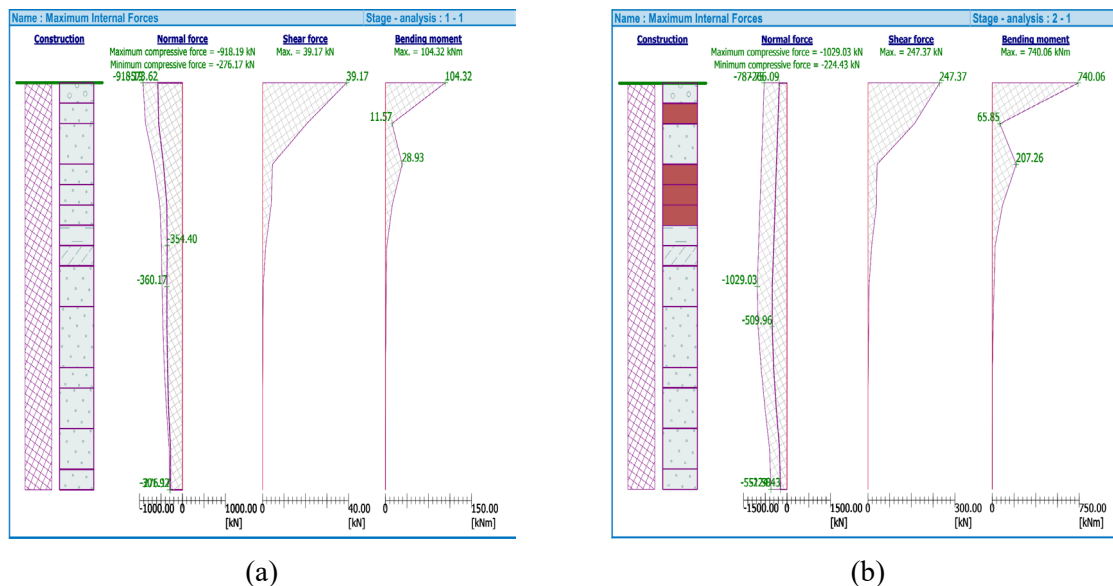 Name : Maximum Internal Forces
Stage - analysis : 1 - 1
Construction
Normal force
Maximum compressive force = -918.19 kN
Minimum compressive force = -276.17 kN
Shear force
Max. = 39.17 kN
Bending moment
Max. = 104.32 kNm
39.17
104.32
11.57
28.93
-354.40
-360.17
-1000.00
1000.00
[kN]
40.00
[kN]
150.00
[kNm]
(a)
Name : Maximum Internal Forces
Stage - analysis : 2 - 1
Construction
Normal force
Maximum compressive force = -1029.03 kN
Minimum compressive force = -224.43 kN
Shear force
Max. = 247.37 kN
Bending moment
Max. = 740.06 kNm
247.37
740.06
65.85
207.26
-1029.03
-509.96
-1500.00
1500.00
[kN]
300.00
[kN]
750.00
[kNm]
(b)